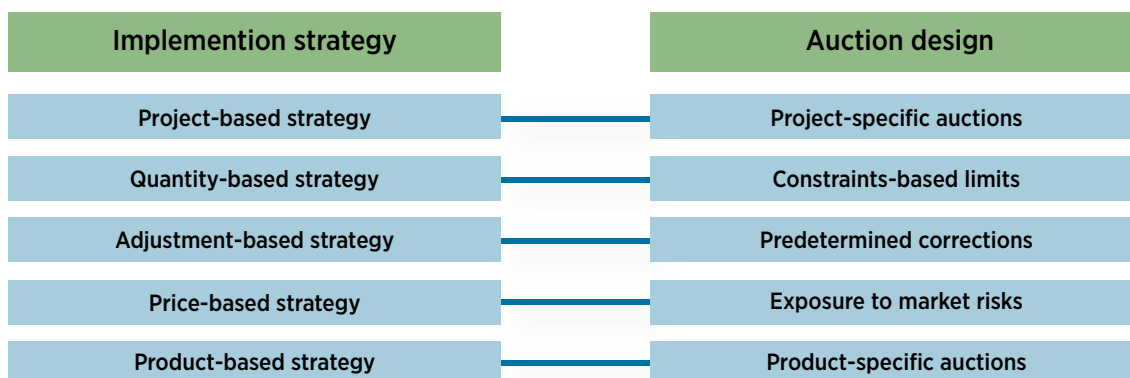 Implemention strategy
Auction design
Project-based strategy
Project-specific auctions
Quantity-based strategy
Constraints-based limits
Adjustment-based strategy
Predetermined corrections
Price-based strategy
Exposure to market risks
Product-based strategy
Product-specific auctions